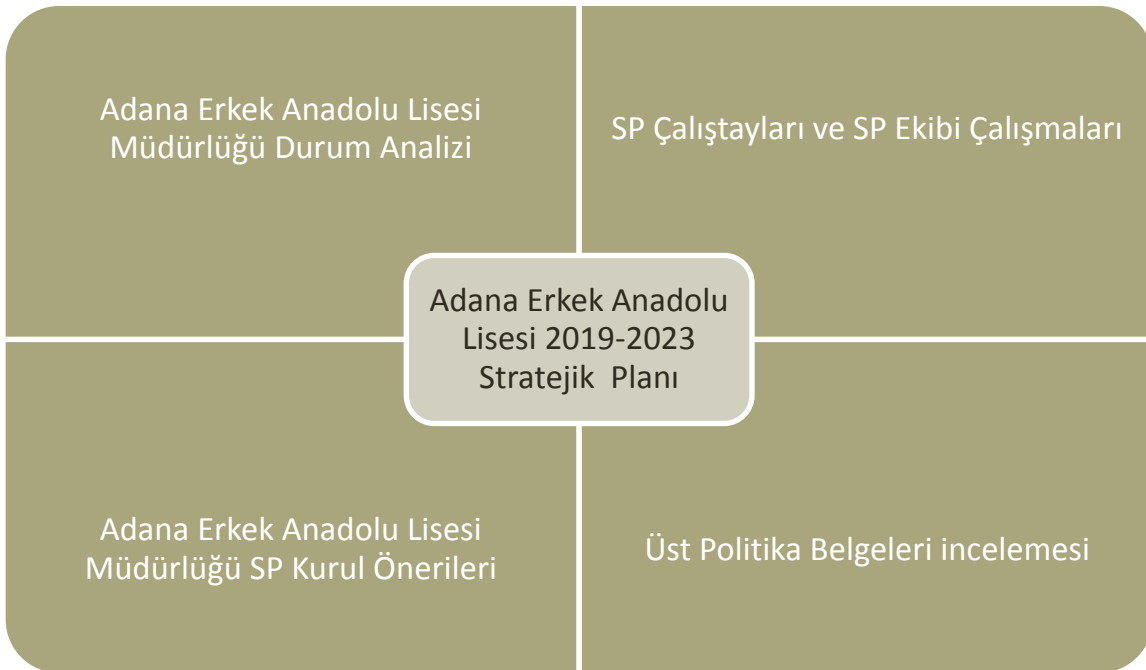 Adana Erkek Anadolu Lisesi
Müdürlüğü Durum Analizi
SP Çalıştayları ve SP Ekibi Çalışmaları
Adana Erkek Anadolu
Lisesi 2019-2023
Stratejik Planı
Adana Erkek Anadolu Lisesi
Müdürlüğü SP Kurul Önerileri
Üst Politika Belgeleri incelemesi